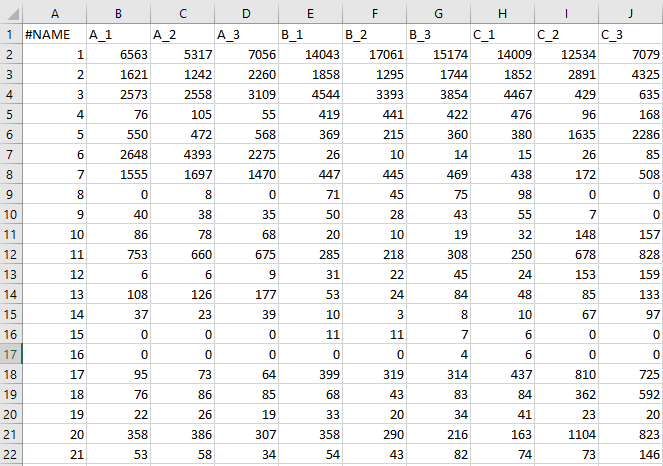 A B C D E F G H I J
1 #NAME A_1 A_2 A_3 B_1 B_2 B_3 C_1 C_2 C_3
2 1 6563 5317 7056 14043 17061 15174 14009 12534 7079
3 2 1621 1242 2260 1858 1295 1744 1852 2891 4325
4 3 2573 2558 3109 4544 3393 3854 4467 429 635
5 4 76 105 55 419 441 422 476 96 168
6 5 550 472 568 369 215 360 380 1635 2286
7 6 2648 4393 2275 26 10 14 15 26 85
8 7 1555 1697 1470 447 445 469 438 172 508
9 8 0 8 0 71 45 75 98 0 0
10 9 40 38 35 50 28 43 55 7 0
11 10 86 78 68 20 10 19 32 148 157
12 11 753 660 675 285 218 308 250 678 828
13 12 6 6 9 31 22 45 24 153 159
14 13 108 126 177 53 24 84 48 85 133
15 14 37 23 39 10 3 8 10 67 97
16 15 0 0 0 11 11 7 6 0 0
17 16 0 0 0 0 0 4 6 0 0
18 17 95 73 64 399 319 314 437 810 725
19 18 76 86 85 68 43 83 84 362 592
20 19 22 26 19 33 20 34 41 23 20
21 20 358 386 307 358 290 216 163 1104 823
22 21 53 58 34 54 43 82 74 73 146